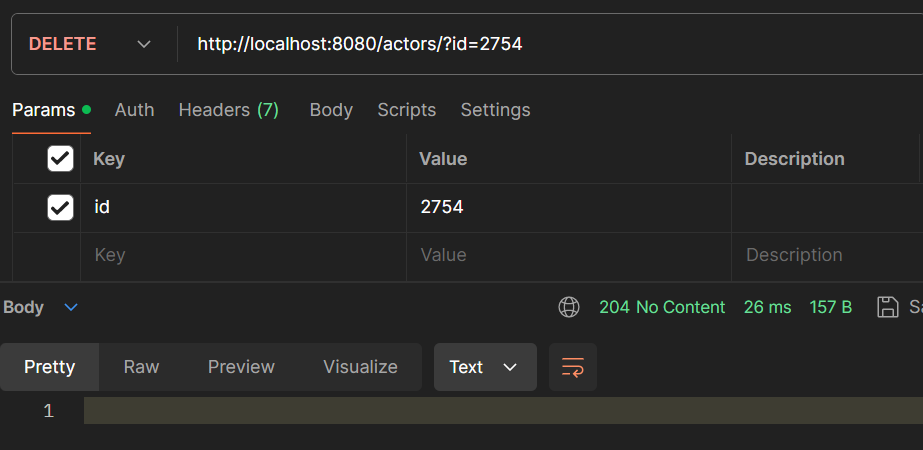 DELETE http://localhost:8080/actors/?id=2754
Params Auth Headers (7) Body Scripts Settings
Key Value Description
id 2754
Key Value Description
Body 204 No Content 26 ms 157 B
Pretty Raw Preview Visualize Text
1